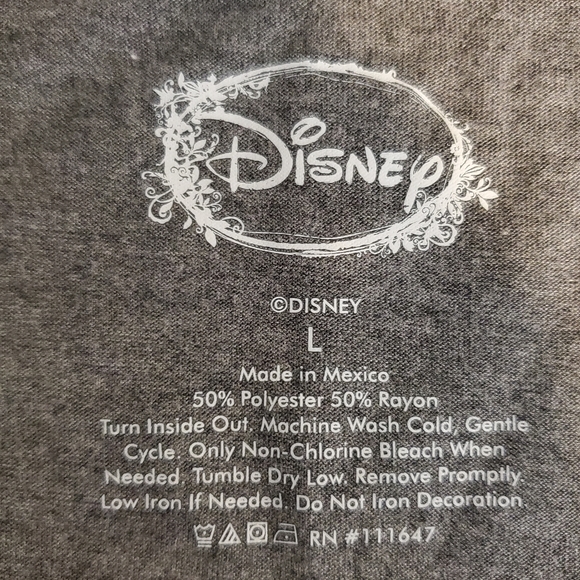 Disney
©DISNEY
L
Made in Mexico
50% Polyester 50% Rayon
Turn Inside Out. Machine Wash Cold, Gentle
Cycle. Only Non-Chlorine Bleach When
Needed, Tumble Dry Low. Remove Promptly.
Low Iron If Needed. Do Not Iron Decoration.
RN #111647